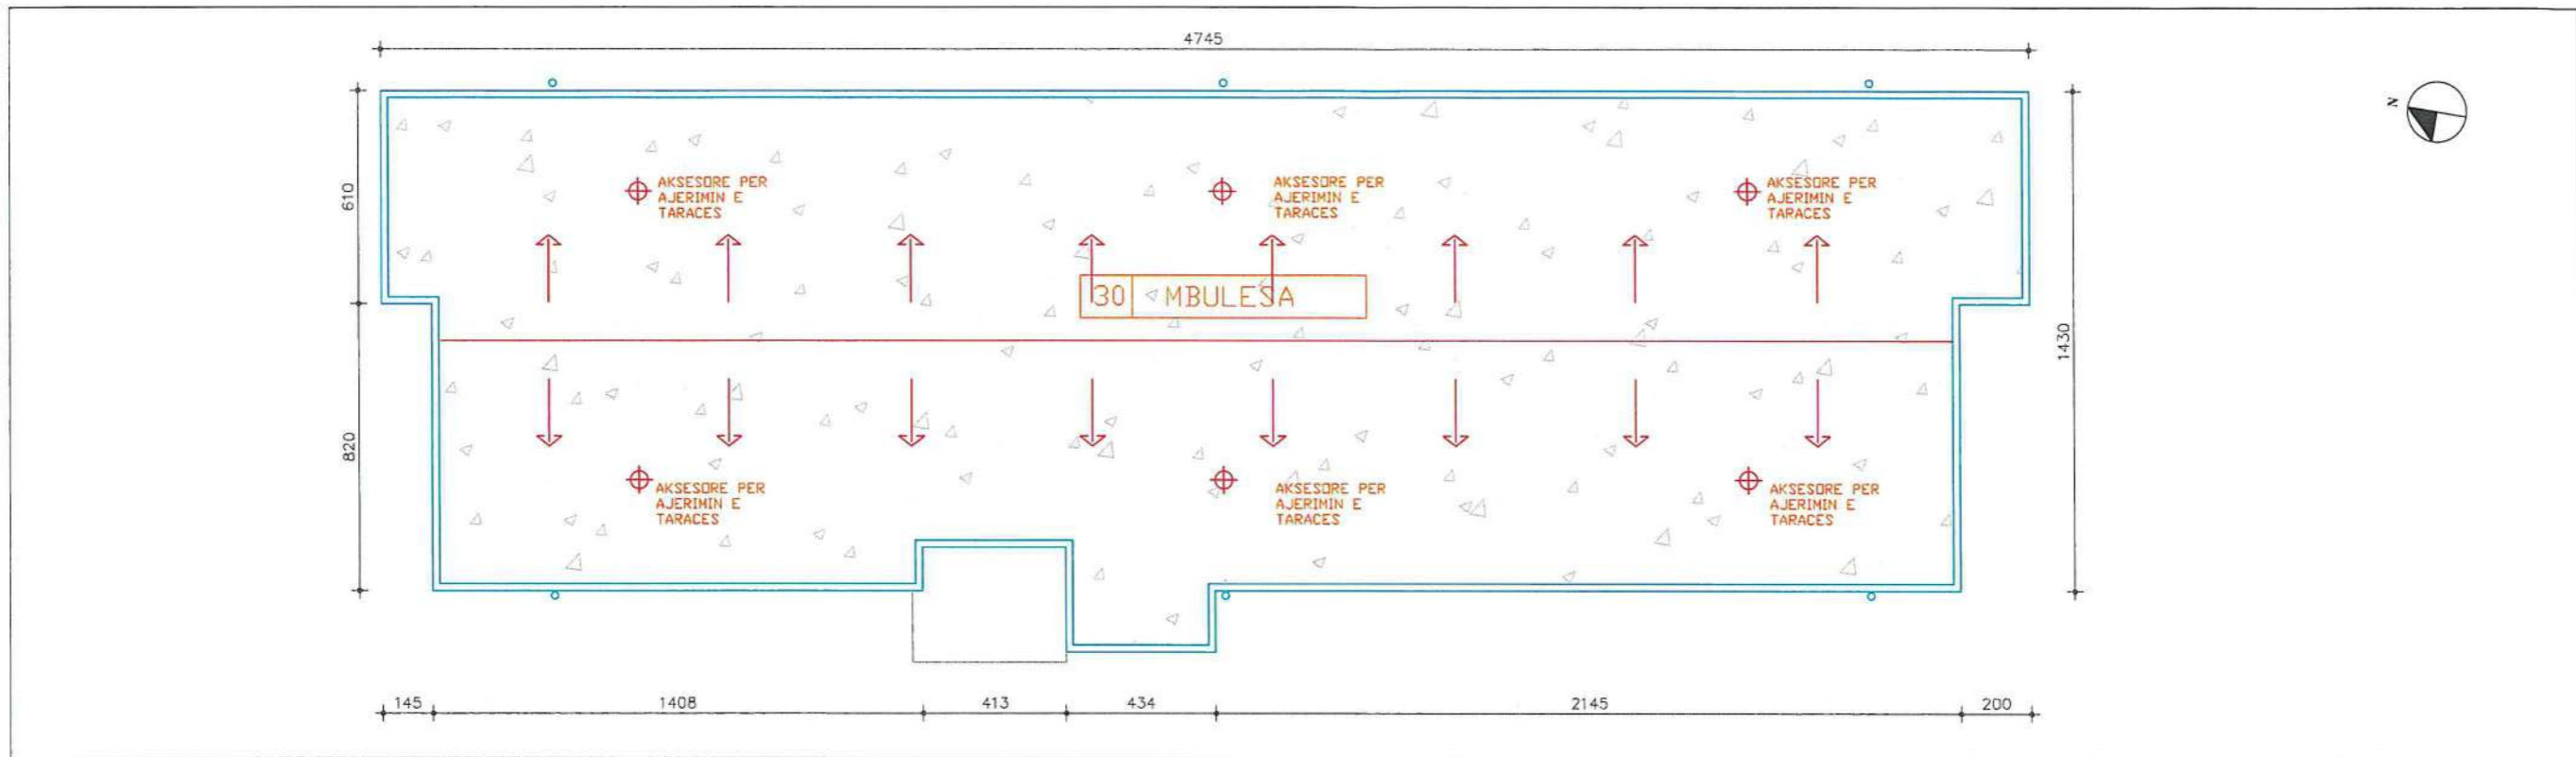 4745
N
610
AKSESORE PER
AJERIMIN E
TARACES
AKSESORE PER
AJERIMIN E
TARACES
AKSESORE PER
AJERIMIN E
TARACES
30 MBULESA
1430
820
AKSESORE PER
AJERIMIN E
TARACES
AKSESORE PER
AJERIMIN E
TARACES
AKSESORE PER
AJERIMIN E
TARACES
145 1408 413 434 2145 200